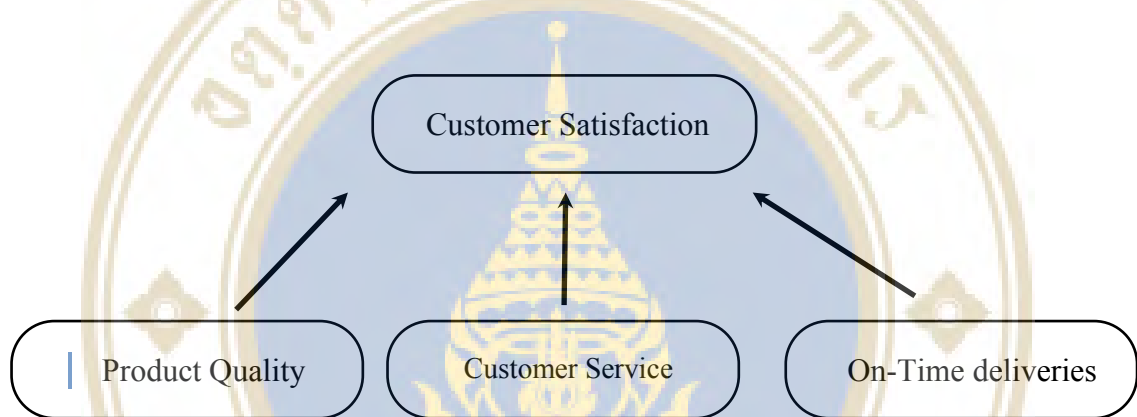 Customer Satisfaction
Product Quality
Customer Service
On-Time deliveries